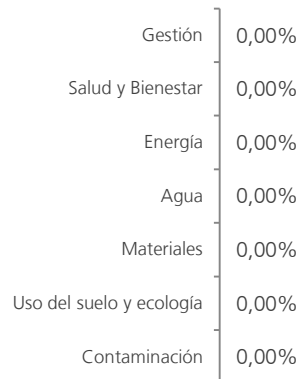 Gestión 0,00%
Salud y Bienestar 0,00%
Energía 0,00%
Agua 0,00%
Materiales 0,00%
Uso del suelo y ecología 0,00%
Contaminación 0,00%